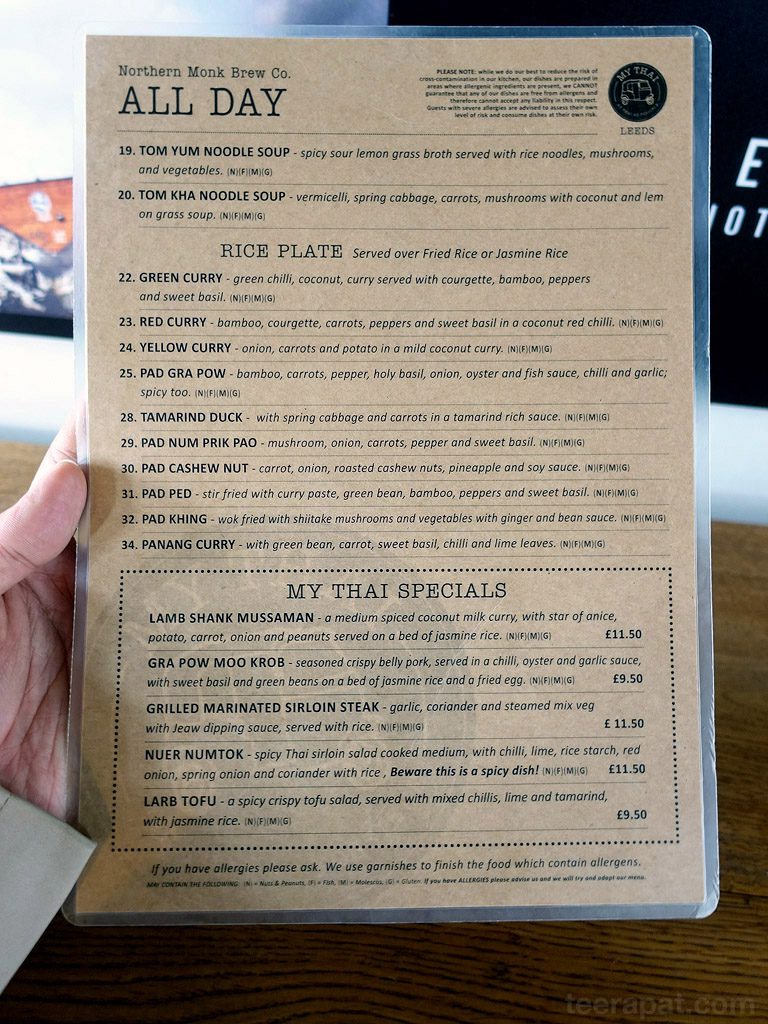 Northern Monk Brew Co.
ALL DAY
PLEASE NOTE: while we do our best to reduce the risk of
cross-contamination in our kitchen, our dishes are prepared in
areas where allergenic ingredients are present, we CANNOT
guarantee that any of our dishes are free from allergens and
therefore cannot accept any liability in this respect.
Guests with severe allergies are advised to assess their own
level of risk and consume dishes at their own risk.
MY THAI
LEEDS
19. TOM YUM NOODLE SOUP - spicy sour lemon grass broth served with rice noodles, mushrooms,
and vegetables. (N)(F)(M)(G)
20. TOM KHA NOODLE SOUP - vermicelli, spring cabbage, carrots, mushrooms with coconut and lem
on grass soup. (N)(F)(M)(G)
RICE PLATE Served over Fried Rice or Jasmine Rice
22. GREEN CURRY - green chilli, coconut, curry served with courgette, bamboo, peppers
and sweet basil. (N)(F)(M)(G)
23. RED CURRY - bamboo, courgette, carrots, peppers and sweet basil in a coconut red chilli. (N)(F)(M)(G)
24. YELLOW CURRY - onion, carrots and potato in a mild coconut curry. (N)(F)(M)(G)
25. PAD GRA POW - bamboo, carrots, pepper, holy basil, onion, oyster and fish sauce, chilli and garlic;
spicy too. (N)(F)(M)(G)
28. TAMARIND DUCK - with spring cabbage and carrots in a tamarind rich sauce. (N)(F)(M)(G)
29. PAD NUM PRIK PAO - mushroom, onion, carrots, pepper and sweet basil. (N)(F)(M)(G)
30. PAD CASHEW NUT - carrot, onion, roasted cashew nuts, pineapple and soy sauce. (N)(F)(M)(G)
31. PAD PED - stir fried with curry paste, green bean, bamboo, peppers and sweet basil. (N)(F)(M)(G)
32. PAD KHING - wok fried with shiitake mushrooms and vegetables with ginger and bean sauce. (N)(F)(M)(G)
34. PANANG CURRY - with green bean, carrot, sweet basil, chilli and lime leaves. (N)(F)(M)(G)
MY THAI SPECIALS
LAMB SHANK MUSSAMAN - a medium spiced coconut milk curry, with star of anice,
potato, carrot, onion and peanuts served on a bed of jasmine rice. (N)(F)(M)(G) £11.50
GRA POW MOO KROB - seasoned crispy belly pork, served in a chilli, oyster and garlic sauce,
with sweet basil and green beans on a bed of jasmine rice and a fried egg. (N)(F)(M)(G) £9.50
GRILLED MARINATED SIRLOIN STEAK - garlic, coriander and steamed mix veg
with Jeaw dipping sauce, served with rice. (N)(F)(M)(G) £ 11.50
NUER NUMTOK - spicy Thai sirloin salad cooked medium, with chilli, lime, rice starch, red
onion, spring onion and coriander with rice , Beware this is a spicy dish! (N)(F)(M)(G) £11.50
LARB TOFU - a spicy crispy tofu salad, served with mixed chillis, lime and tamarind,
with jasmine rice. (N)(F)(M)(G) £9.50
If you have allergies please ask. We use garnishes to finish the food which contain allergens.
MAY CONTAIN THE FOLLOWING: (N) = Nuts & Peanuts, (F) = Fish, (M) = Molescus, (G) = Gluten. If you have ALLERGIES please advise us and we will try and adapt our menu.
teerapat.com